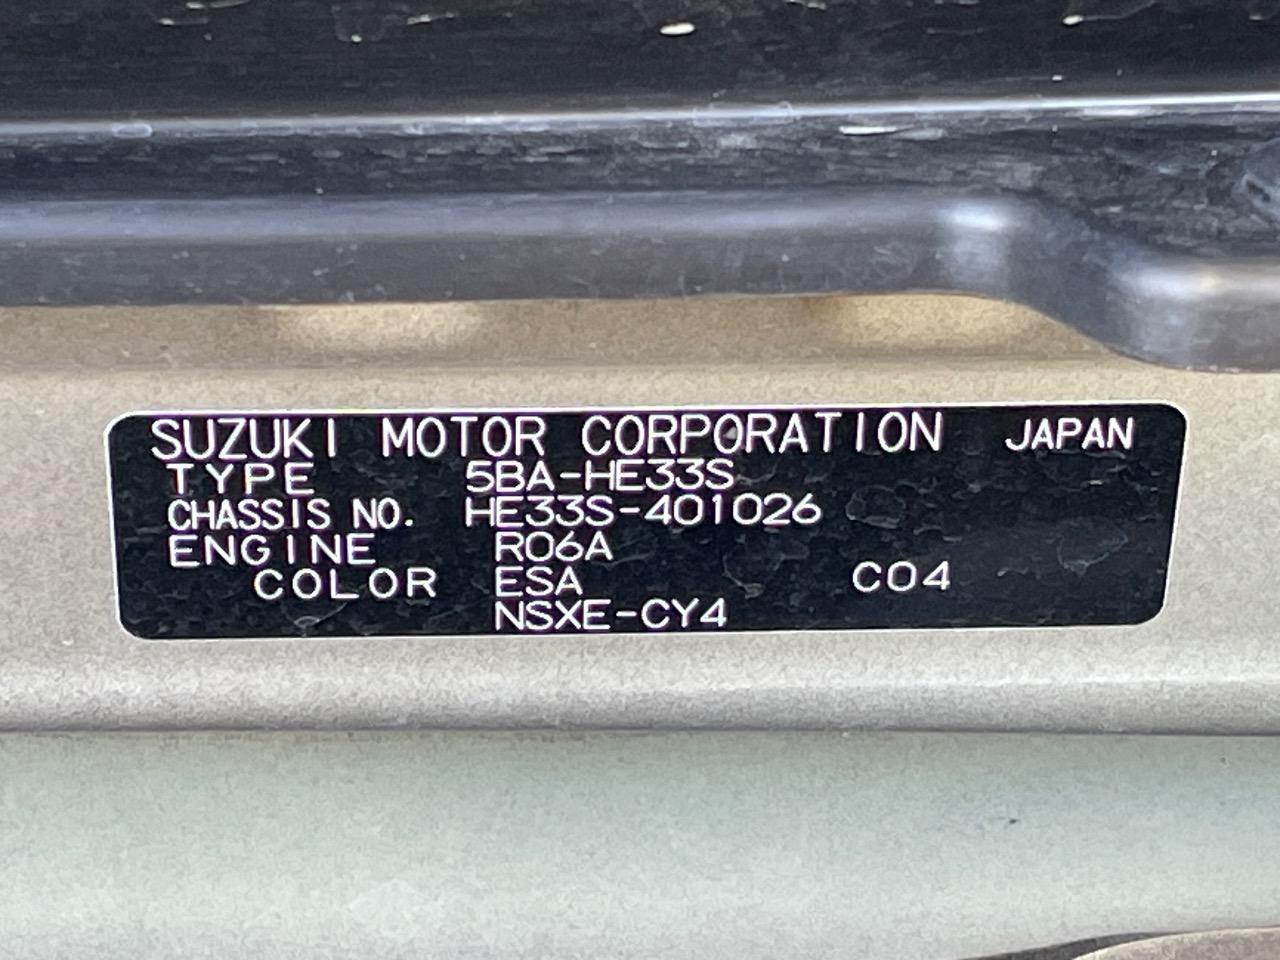 SUZUKI MOTOR CORPORATION JAPAN
TYPE 5BA-HE33S
CHASSIS NO. HE33S-401026
ENGINE R06A
COLOR ESA C04
NSXE-CY4